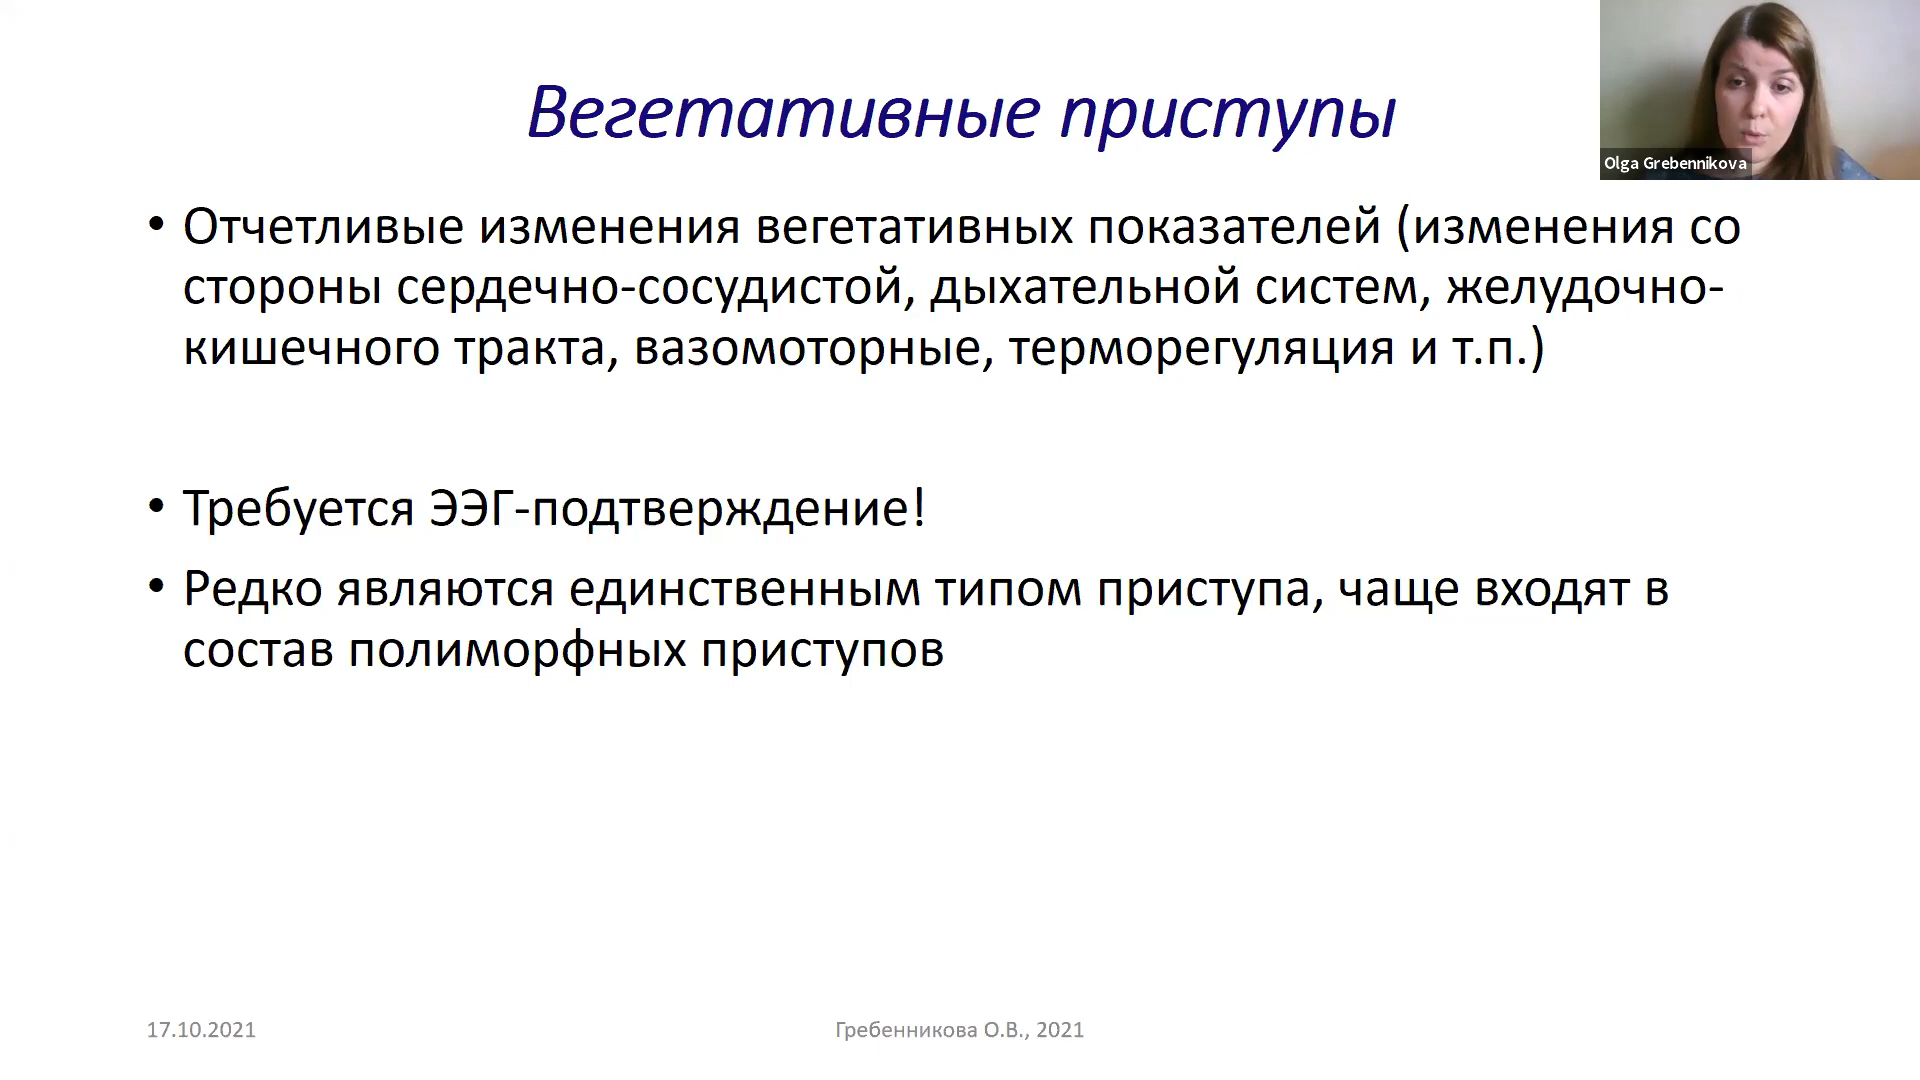 Вегетативные приступы
Olga Grebennikova
• Отчетливые изменения вегетативных показателей (изменения со
стороны сердечно-сосудистой, дыхательной систем, желудочно-
кишечного тракта, вазомоторные, терморегуляция и т.п.)
• Требуется ЭЭГ-подтверждение!
• Редко являются единственным типом приступа, чаще входят в
состав полиморфных приступов
17.10.2021
Гребенникова О.В., 2021